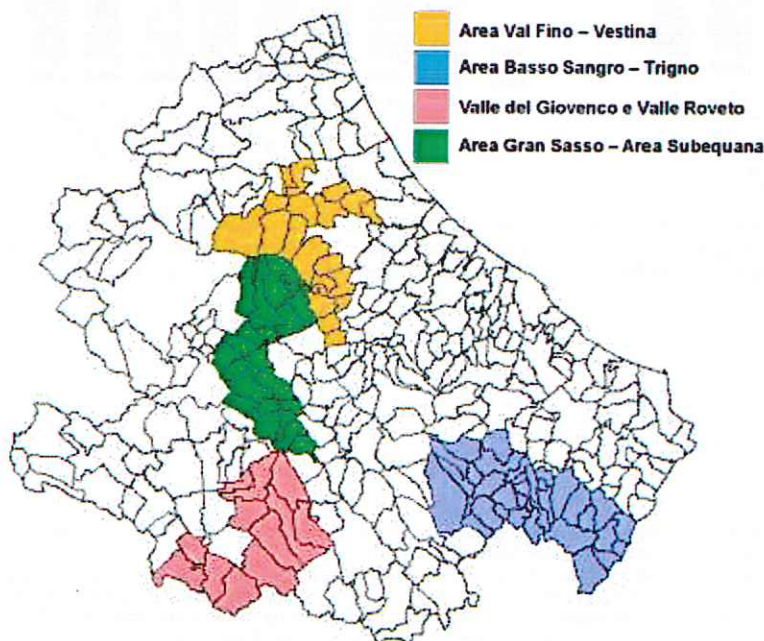 Area Val Fino – Vestina
Area Basso Sangro – Trigno
Valle del Giovenco e Valle Roveto
Area Gran Sasso – Area Subequana